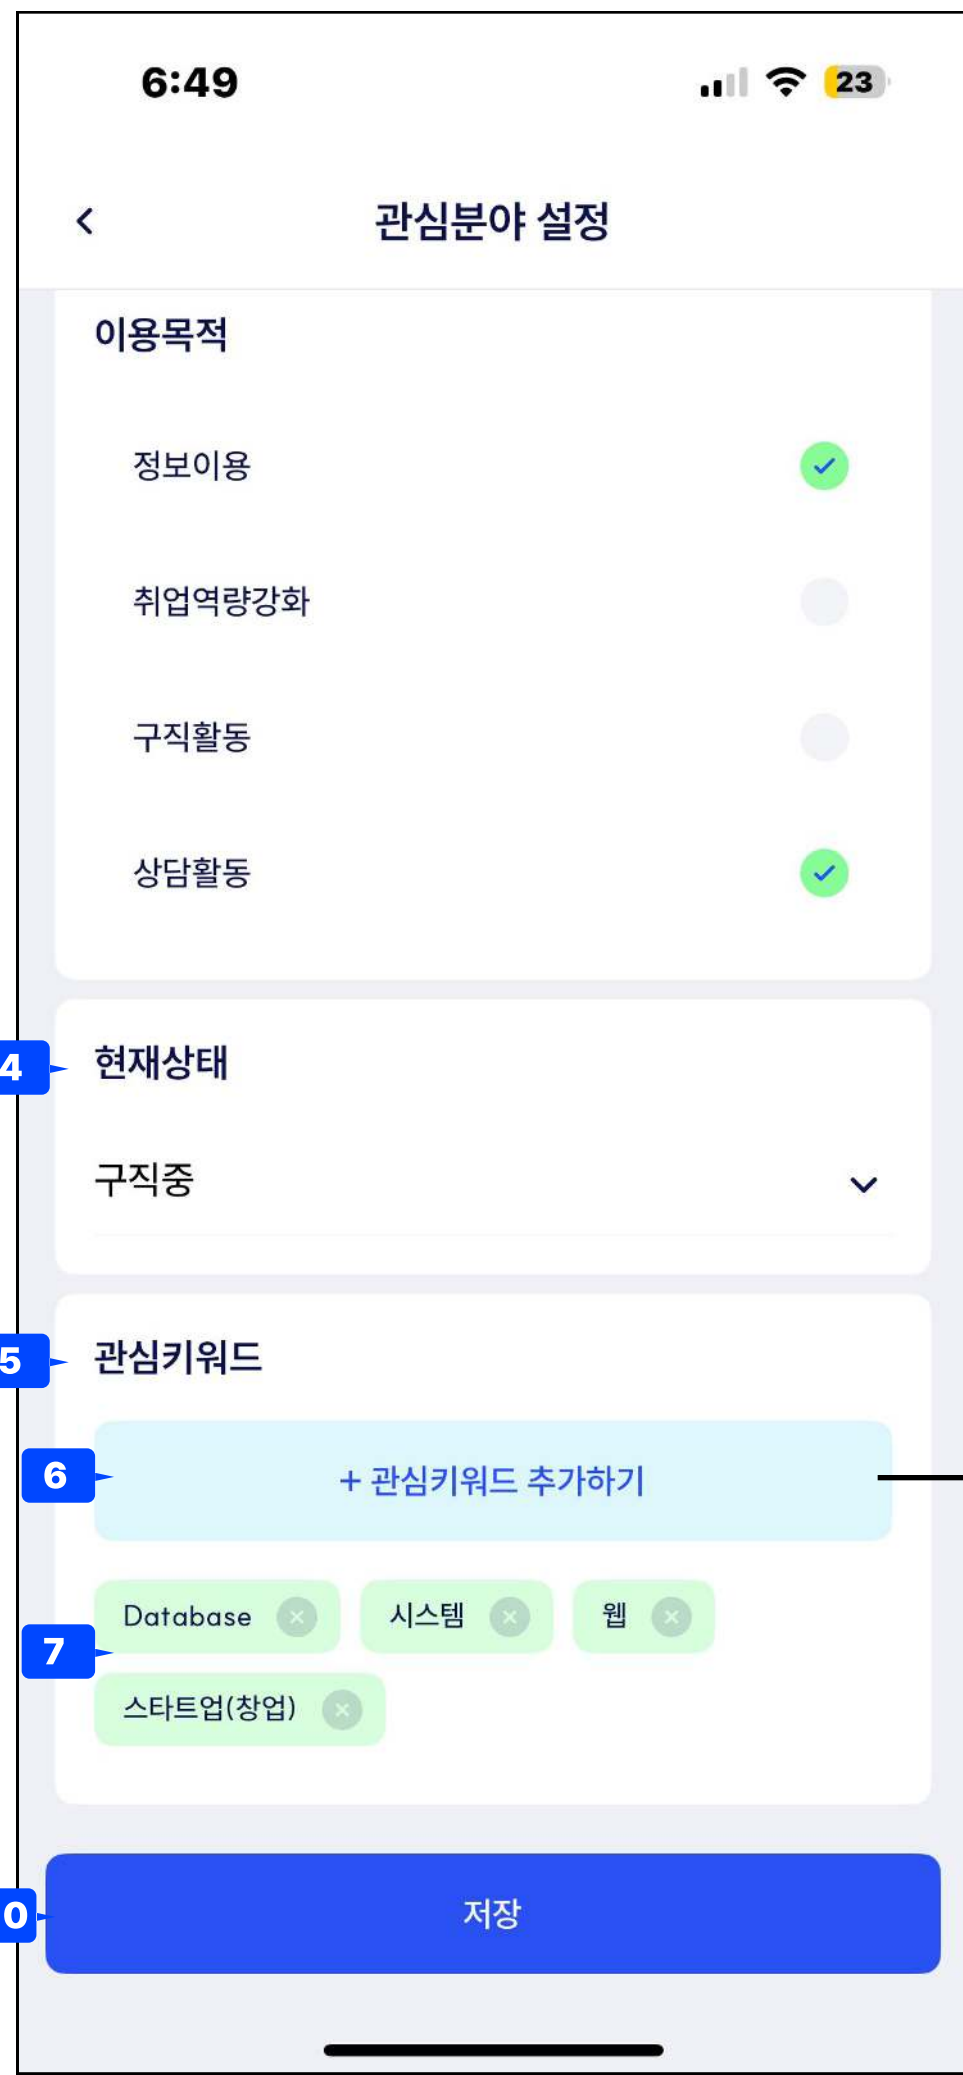 6:49 23
관심분야 설정
이용목적
정보이용
취업역량강화
구직활동
상담활동
4 현재상태
구직중
5 관심키워드
6 + 관심키워드 추가하기
Database 시스템 웹
7
스타트업(창업)
0 저장